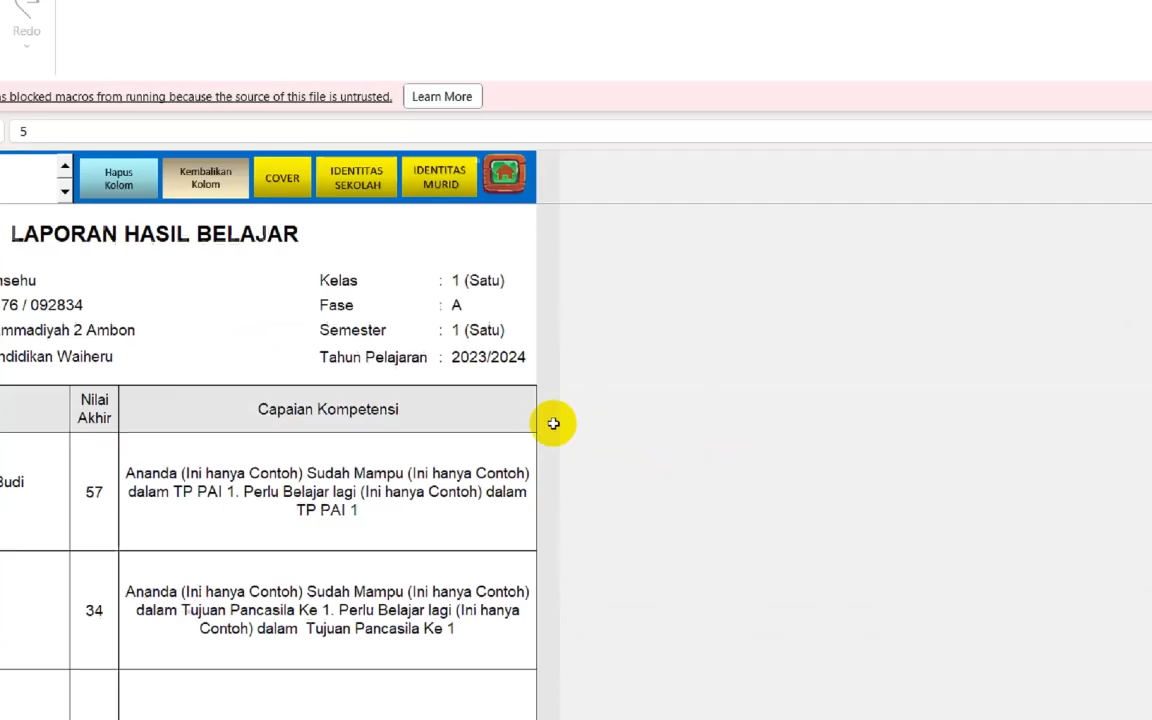 Redo
s blocked macros from running because the source of this file is untrusted. Learn More
5
Hapus Kolom
Kembalikan Kolom
COVER
IDENTITAS SEKOLAH
IDENTITAS MURID
LAPORAN HASIL BELAJAR
nsehu
Kelas : 1 (Satu)
76 / 092834
Fase : A
mmadiyah 2 Ambon
Semester : 1 (Satu)
ndidikan Waiheru
Tahun Pelajaran : 2023/2024
Nilai Akhir
Capaian Kompetensi
Budi
57
Ananda (Ini hanya Contoh) Sudah Mampu (Ini hanya Contoh)
dalam TP PAI 1. Perlu Belajar lagi (Ini hanya Contoh) dalam
TP PAI 1
34
Ananda (Ini hanya Contoh) Sudah Mampu (Ini hanya Contoh)
dalam Tujuan Pancasila Ke 1. Perlu Belajar lagi (Ini hanya
Contoh) dalam Tujuan Pancasila Ke 1